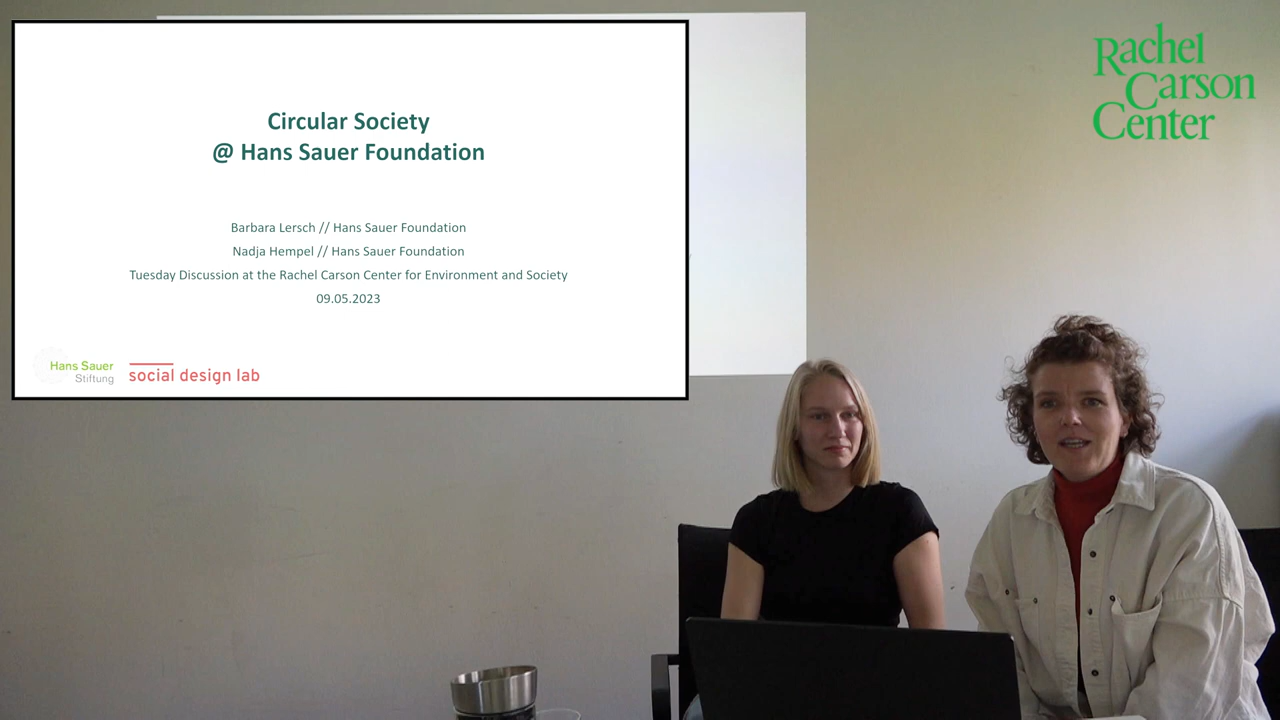 Circular Society
@ Hans Sauer Foundation
Barbara Lersch // Hans Sauer Foundation
Nadja Hempel // Hans Sauer Foundation
Tuesday Discussion at the Rachel Carson Center for Environment and Society
09.05.2023
Hans Sauer
Stiftung
social design lab
Rachel
Carson
Center